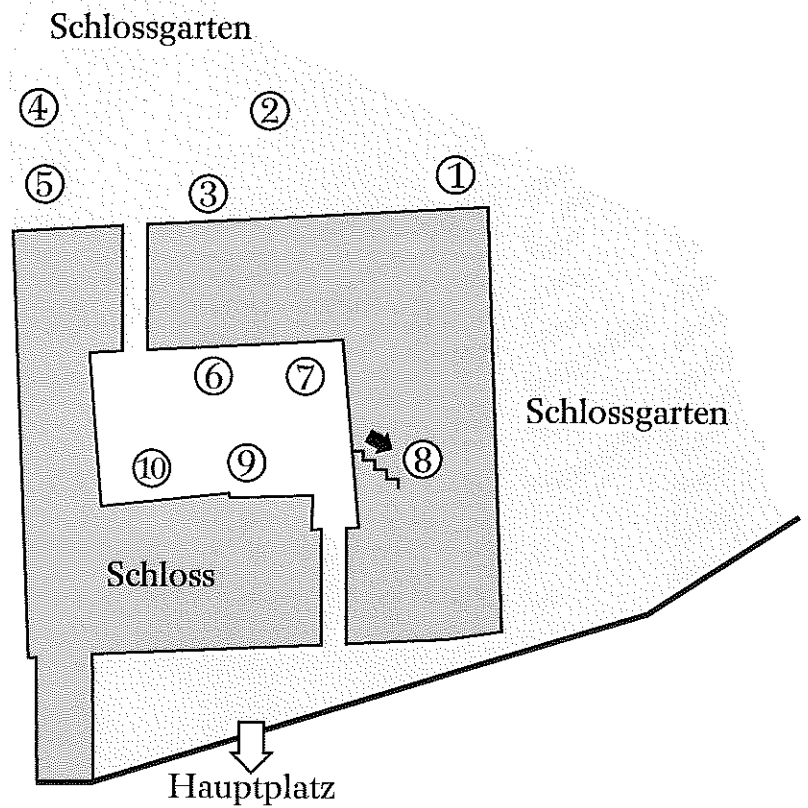 Schlossgarten
④ ②
⑤ ③ ①
⑥ ⑦
Schlossgarten
⑩ ⑨ ⑧
Schloss
Hauptplatz